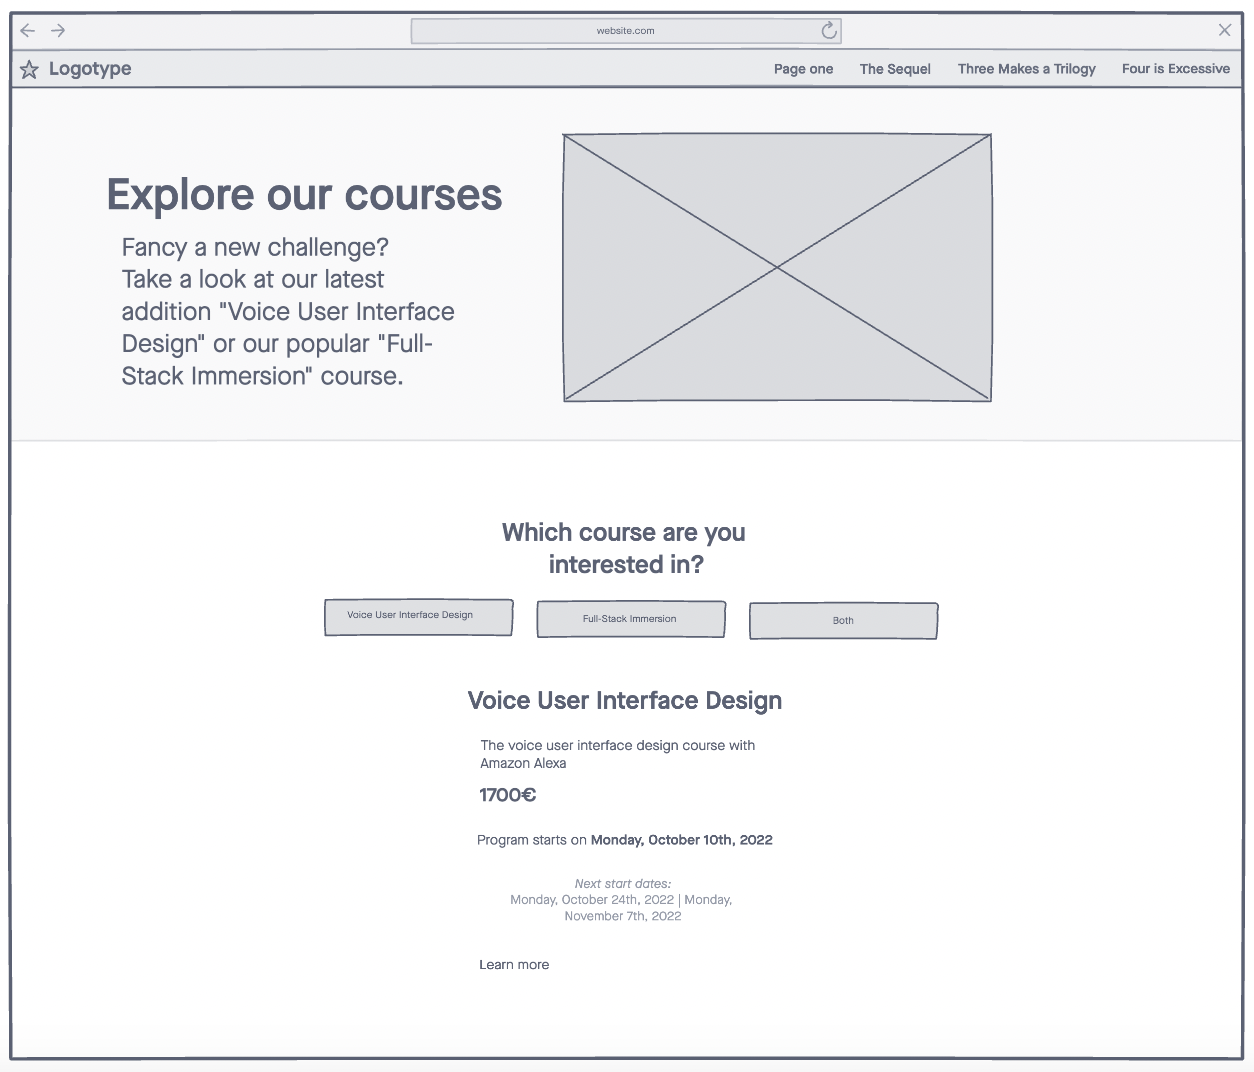 website.com
Logotype
Page one The Sequel Three Makes a Trilogy Four is Excessive
Explore our courses
Fancy a new challenge?
Take a look at our latest
addition "Voice User Interface
Design" or our popular "Full-
Stack Immersion" course.
Which course are you
interested in?
Voice User Interface Design
Full-Stack Immersion
Both
Voice User Interface Design
The voice user interface design course with
Amazon Alexa
1700€
Program starts on Monday, October 10th, 2022
Next start dates:
Monday, October 24th, 2022 | Monday,
November 7th, 2022
Learn more